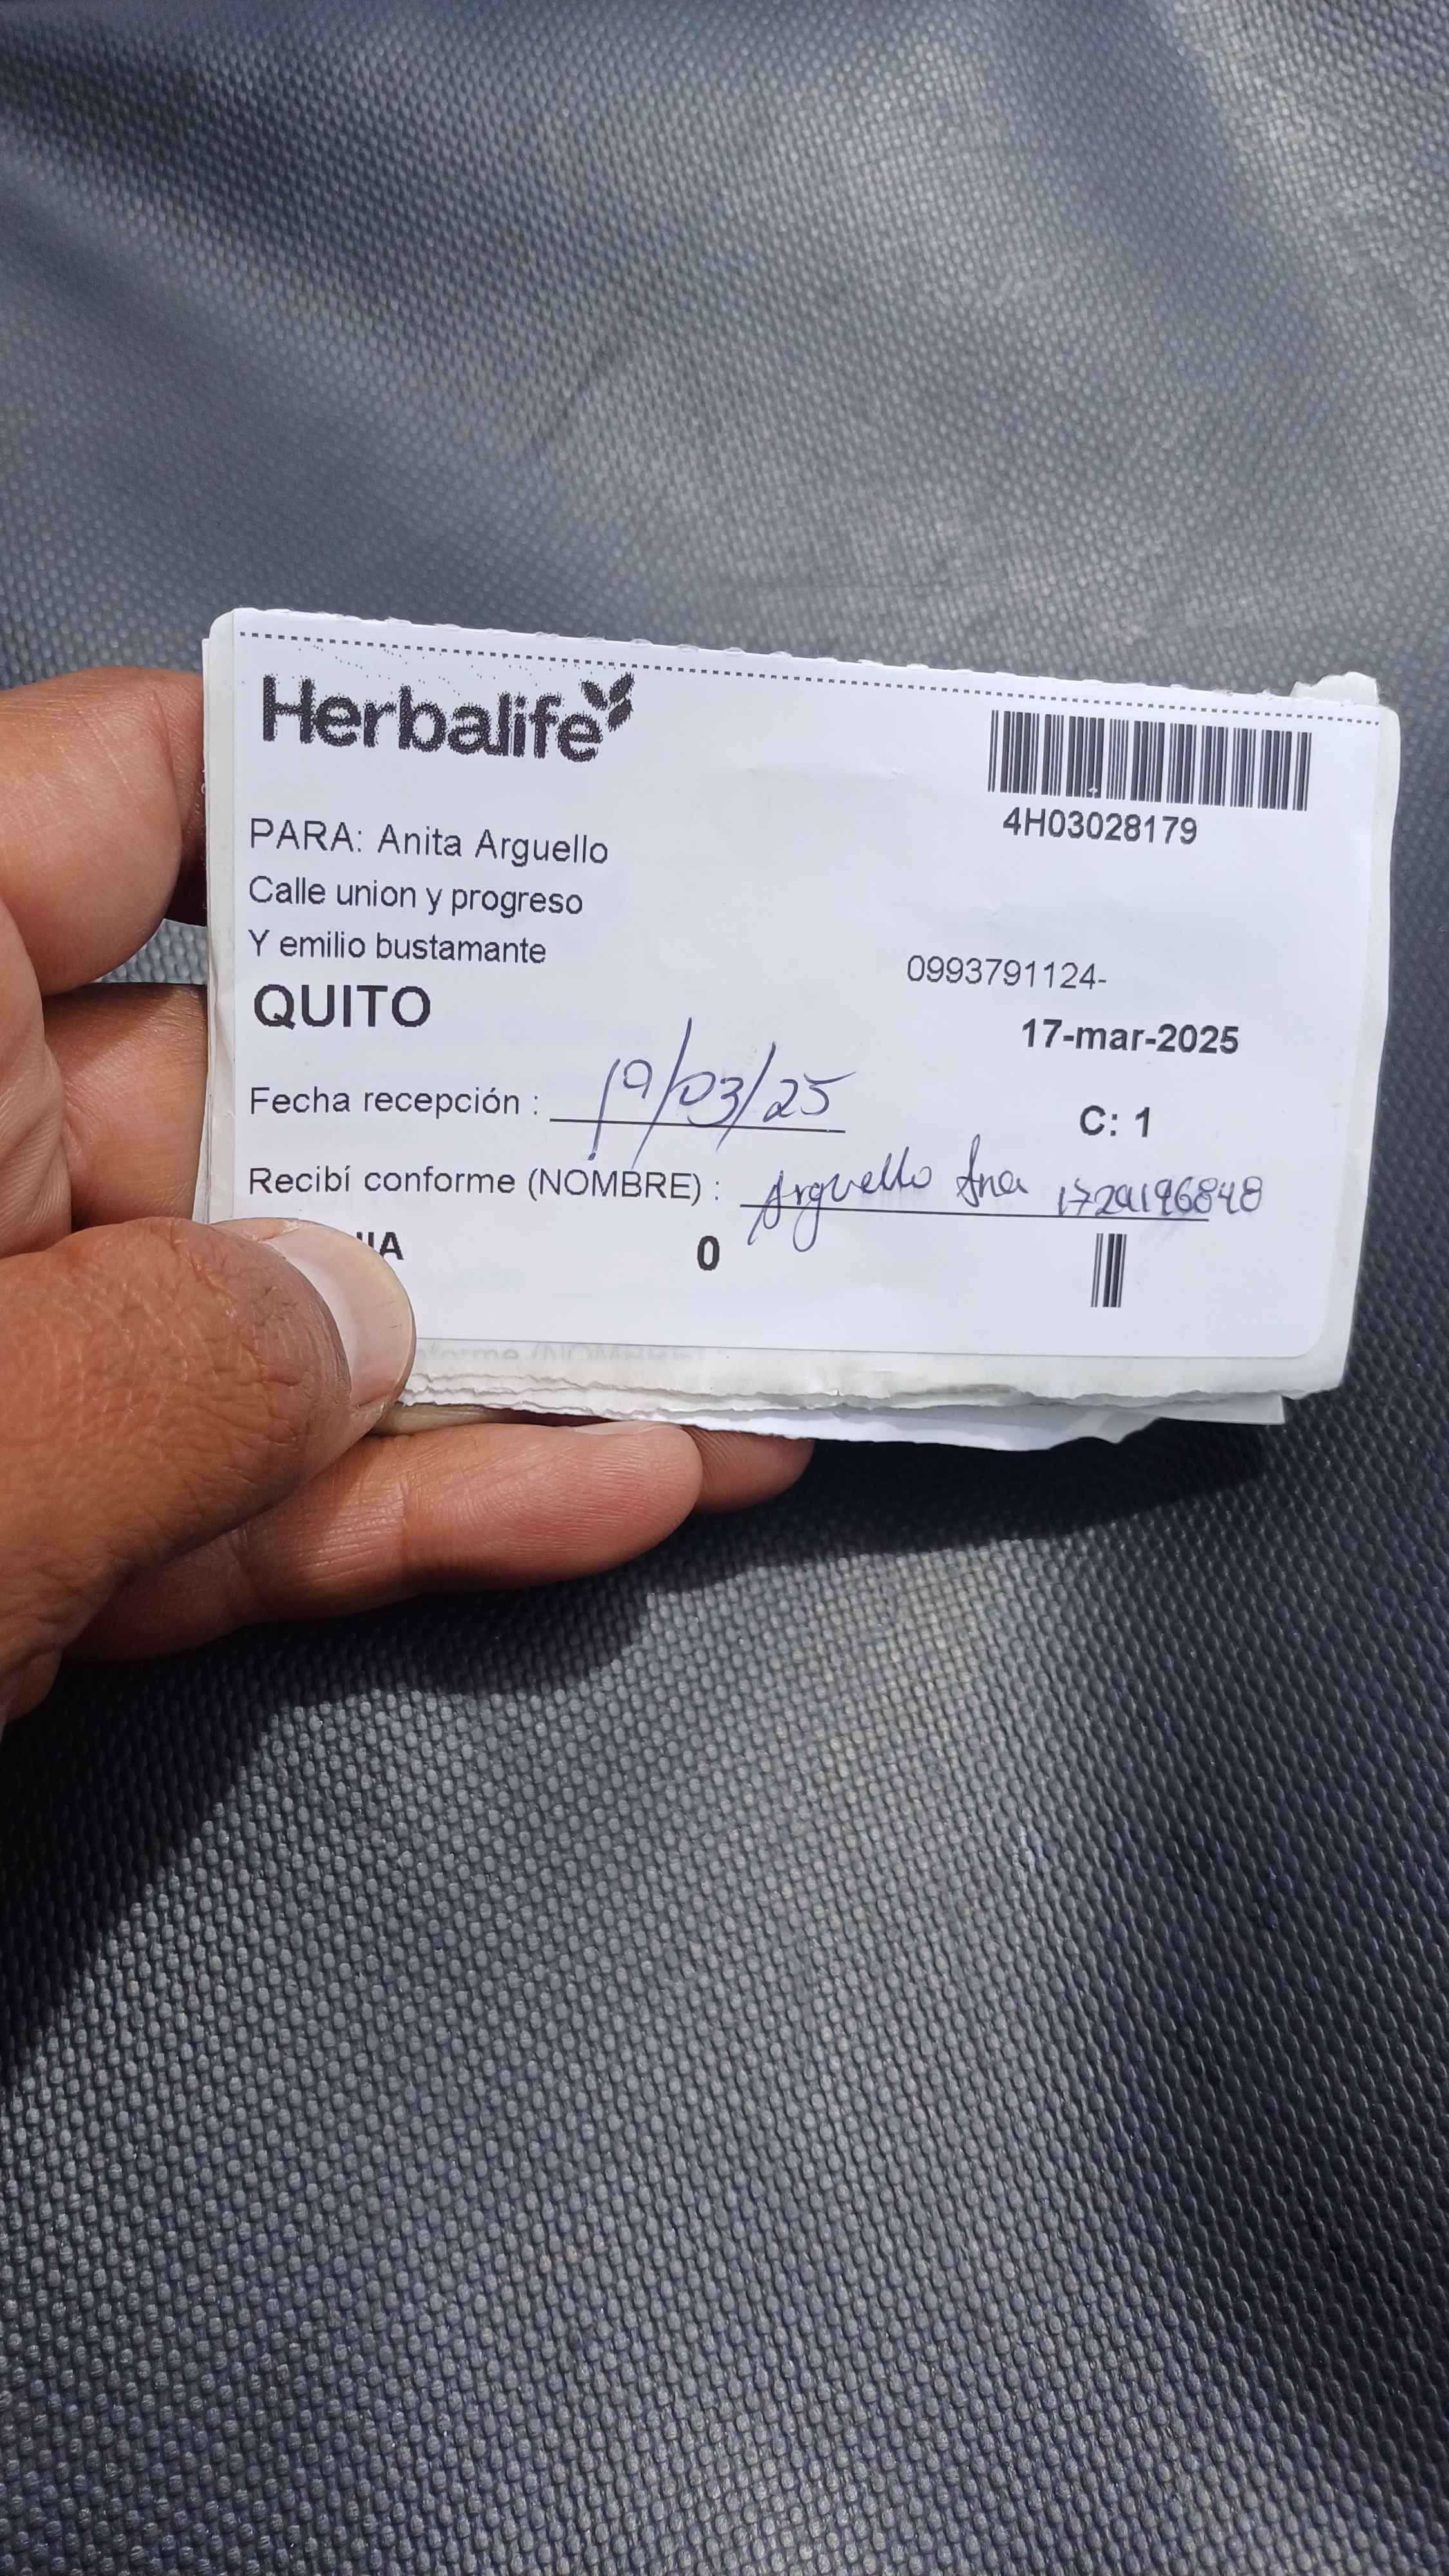 Herbalife
4H03028179
PARA: Anita Arguello
Calle union y progreso
Y emilio bustamante
0993791124-
QUITO
17-mar-2025
Fecha recepción : 19/03/25
C: 1
Recibí conforme (NOMBRE) : Arguello Ana
0